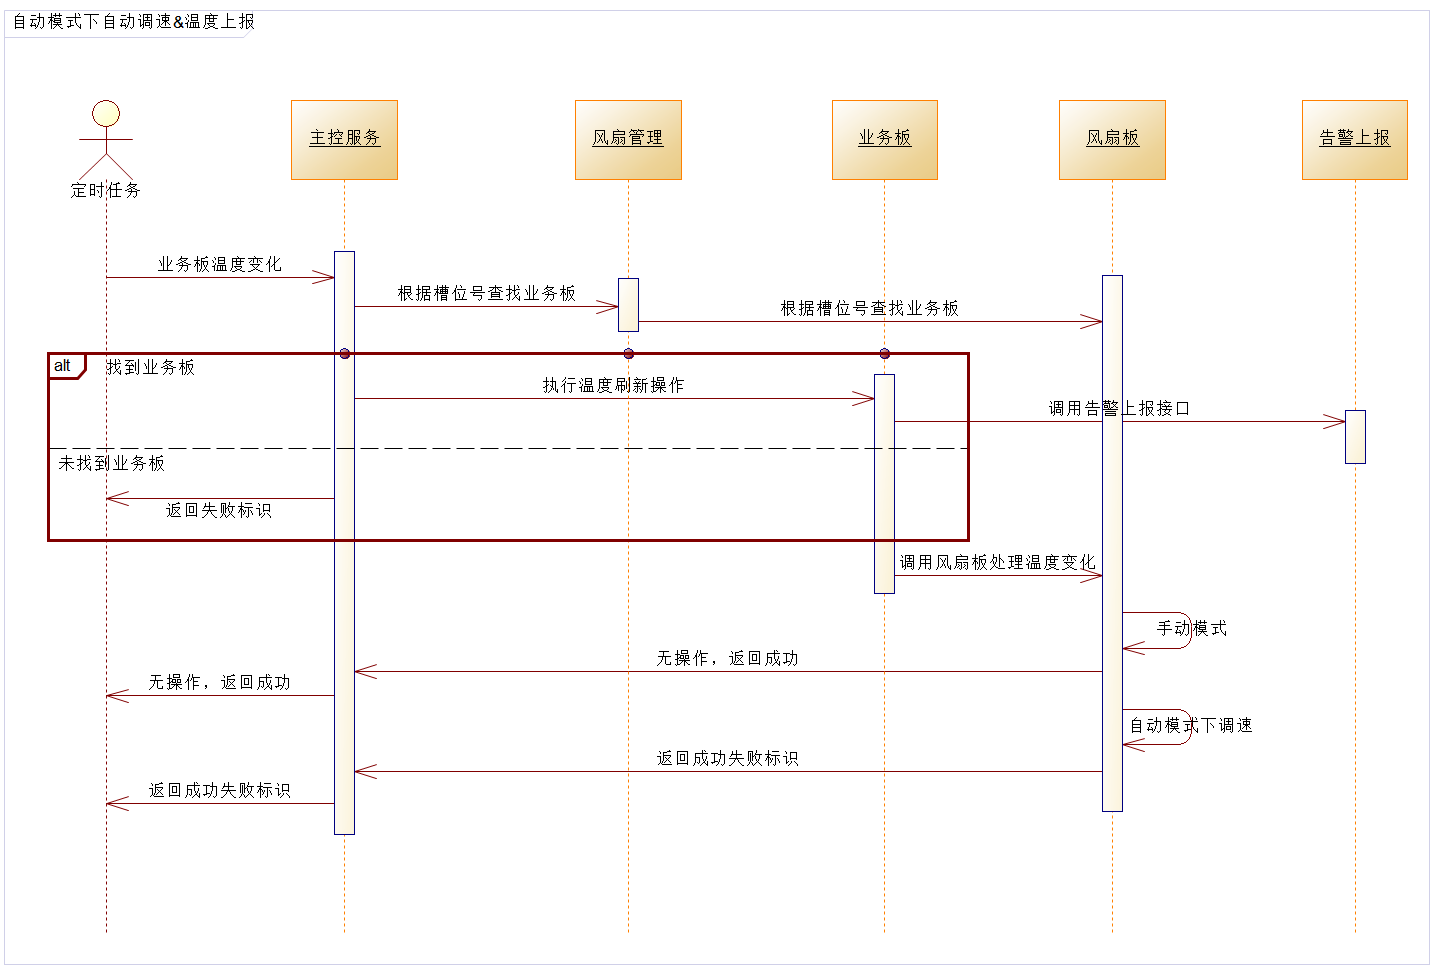 自动模式下自动调速&温度上报
定时任务
主控服务
风扇管理
业务板
风扇板
告警上报
业务板温度变化
根据槽位号查找业务板
根据槽位号查找业务板
alt
找到业务板
执行温度刷新操作
调用告警上报接口
未找到业务板
返回失败标识
调用风扇板处理温度变化
手动模式
无操作，返回成功
无操作，返回成功
自动模式下调速
返回成功失败标识
返回成功失败标识